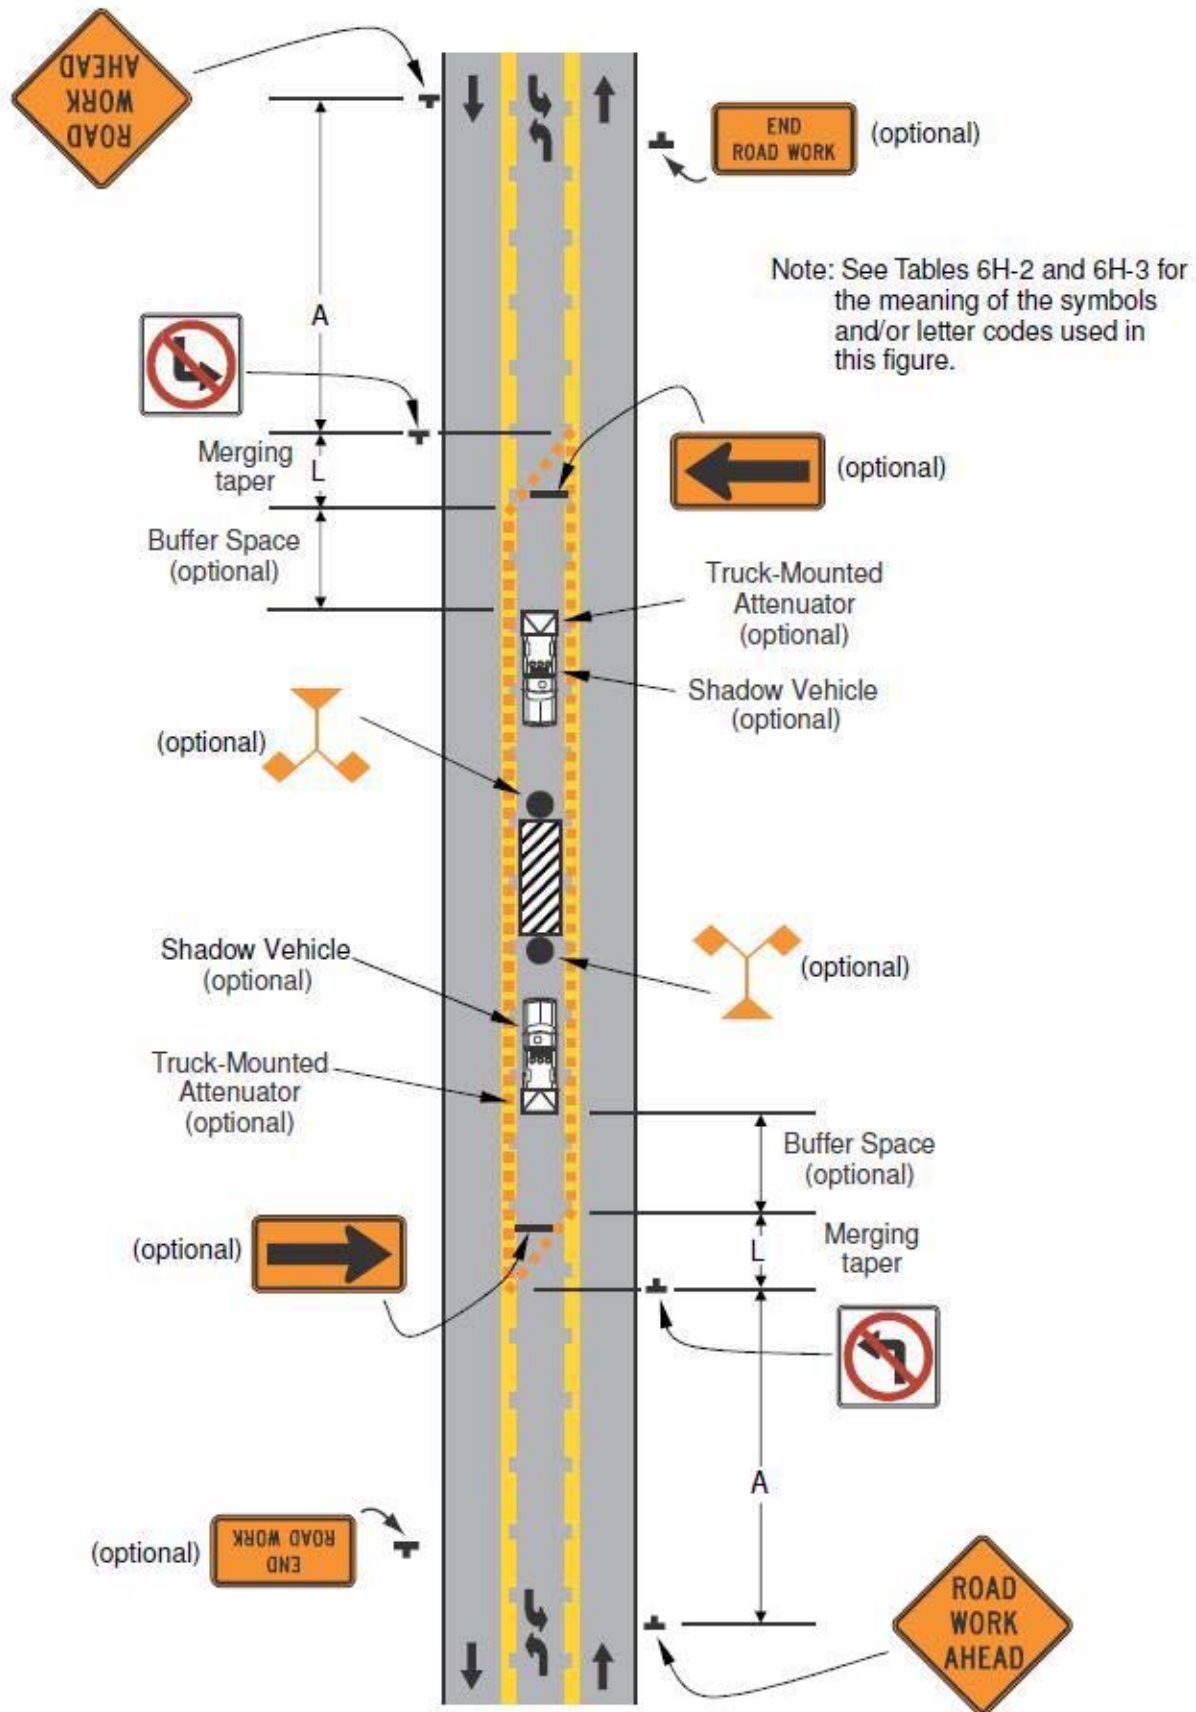 ROAD
WORK
AHEAD
END
ROAD WORK
(optional)
Note: See Tables 6H-2 and 6H-3 for
the meaning of the symbols
and/or letter codes used in
this figure.
A
Merging
taper
L
(optional)
Buffer Space
(optional)
Truck-Mounted
Attenuator
(optional)
Shadow Vehicle
(optional)
(optional)
Shadow Vehicle
(optional)
(optional)
Truck-Mounted
Attenuator
(optional)
Buffer Space
(optional)
(optional)
L
Merging
taper
A
(optional)
END
ROAD WORK
ROAD
WORK
AHEAD